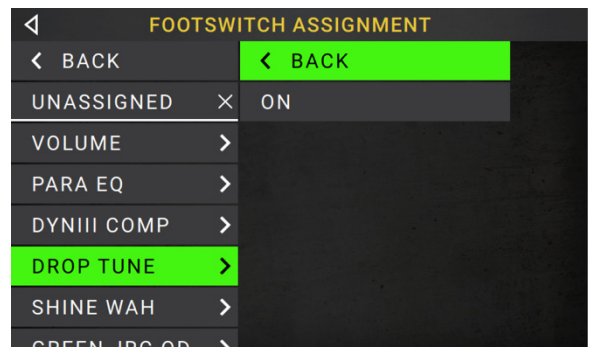 FOOTSWITCH ASSIGNMENT
BACK
UNASSIGNED
VOLUME
PARA EQ
DYNIII COMP
DROP TUNE
SHINE WAH
BACK
ON